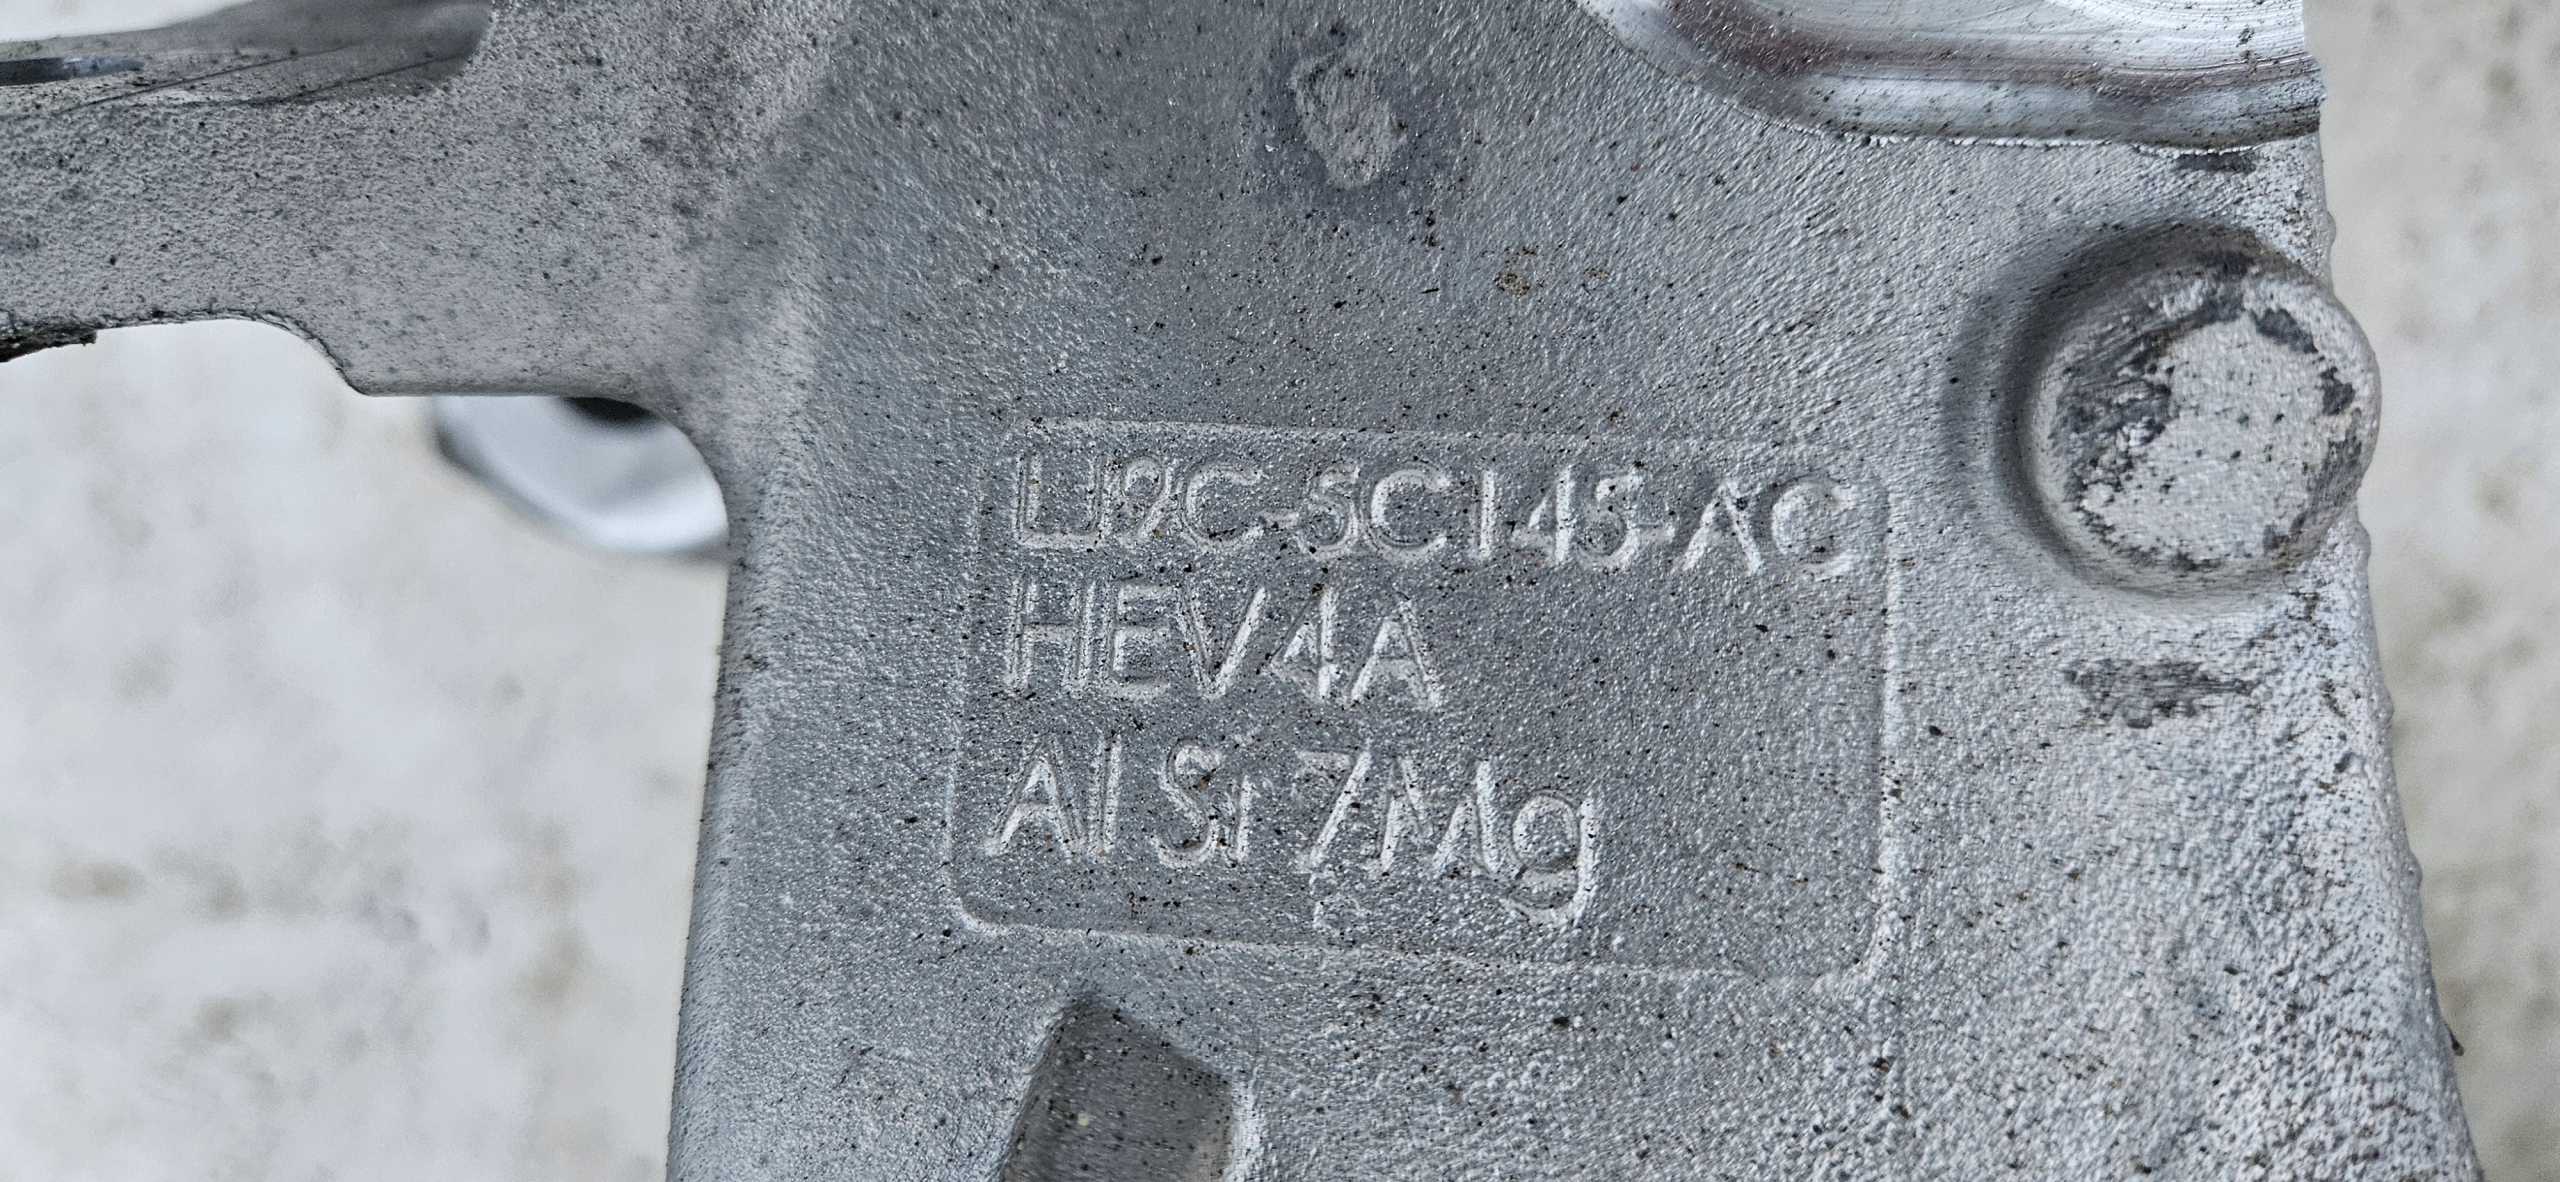 LJ9C-5C145-AC
HEV4A
Al Si 7Mg